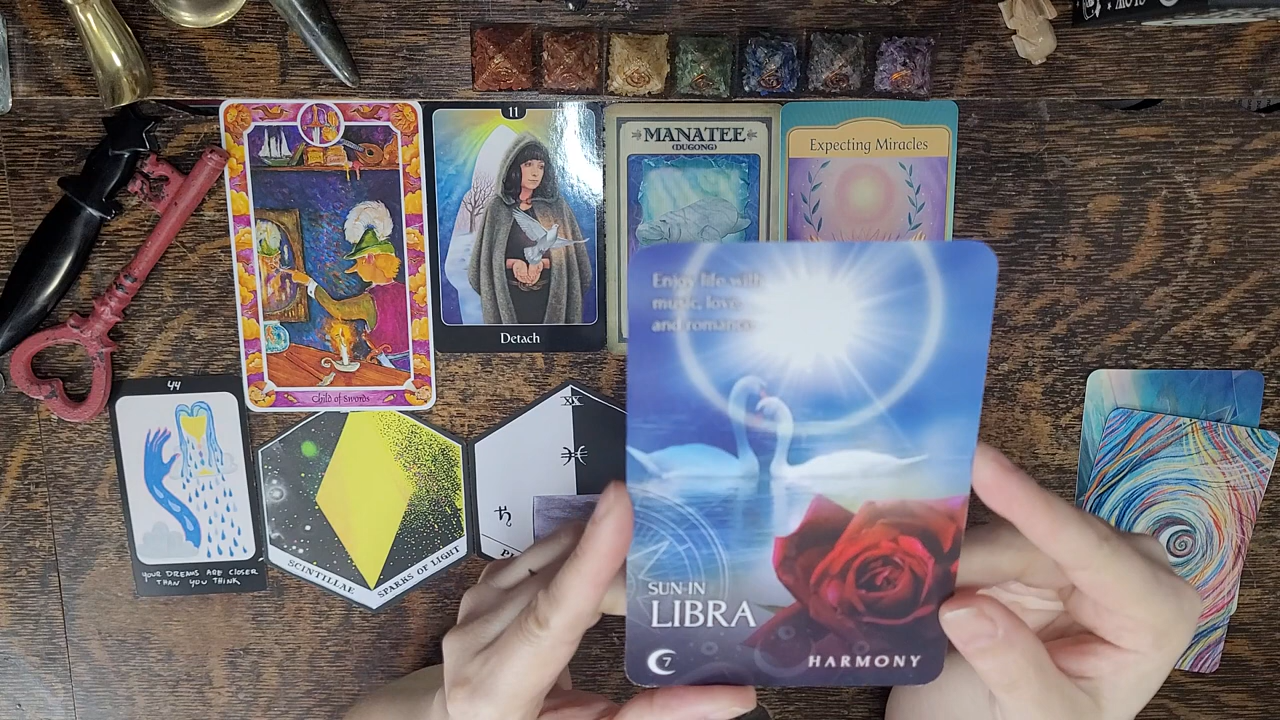 11
MANATEE
(DUGONG)
Expecting Miracles
Detach
Child of Swords
44
YOUR DREAMS ARE CLOSER
THAN YOU THINK
SCINTILLAE
SPARKS OF LIGHT
XX
Enjoy life with
music, love
and romance
SUN IN
LIBRA
7
HARMONY